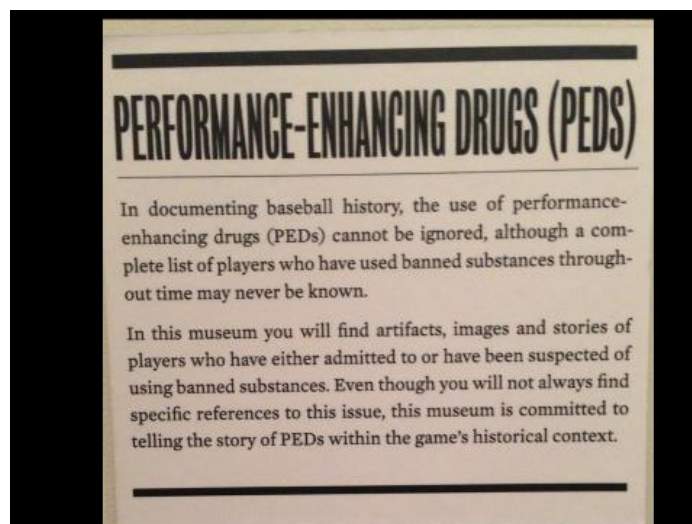 PERFORMANCE-ENHANCING DRUGS (PEDS)
In documenting baseball history, the use of performance-
enhancing drugs (PEDs) cannot be ignored, although a com-
plete list of players who have used banned substances through-
out time may never be known.
In this museum you will find artifacts, images and stories of
players who have either admitted to or have been suspected of
using banned substances. Even though you will not always find
specific references to this issue, this museum is committed to
telling the story of PEDs within the game's historical context.